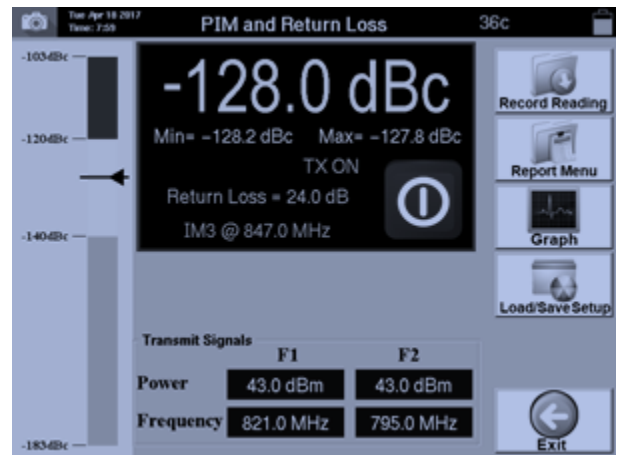 Tue Apr 18 2017
Time: 7:59
PIM and Return Loss
36c
-103dBc
-120dBc
-140dBc
-183dBc
-128.0 dBc
Min= -128.2 dBc Max= -127.8 dBc
TX ON
Return Loss = 24.0 dB
IM3 @ 847.0 MHz
Record Reading
Report Menu
Graph
Load/Save Setup
Exit
Transmit Signals
F1 F2
Power 43.0 dBm 43.0 dBm
Frequency 821.0 MHz 795.0 MHz